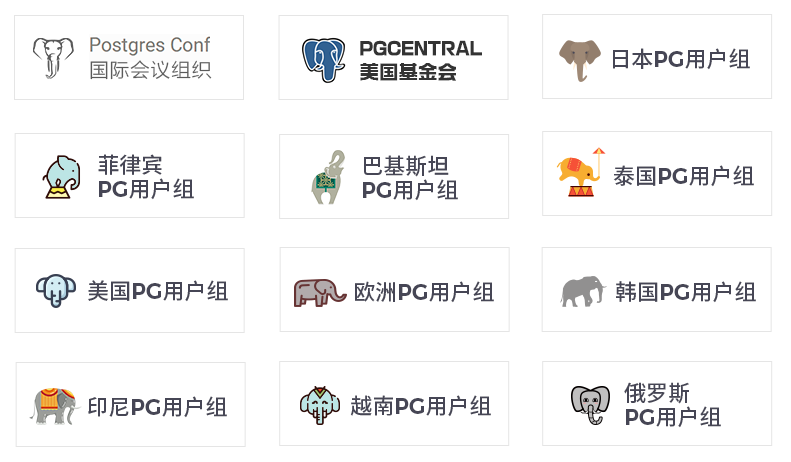 Postgres Conf
国际会议组织
PGCENTRAL
美国基金会
日本PG用户组
菲律宾
PG用户组
巴基斯坦
PG用户组
泰国PG用户组
美国PG用户组
欧洲PG用户组
韩国PG用户组
印尼PG用户组
越南PG用户组
俄罗斯
PG用户组